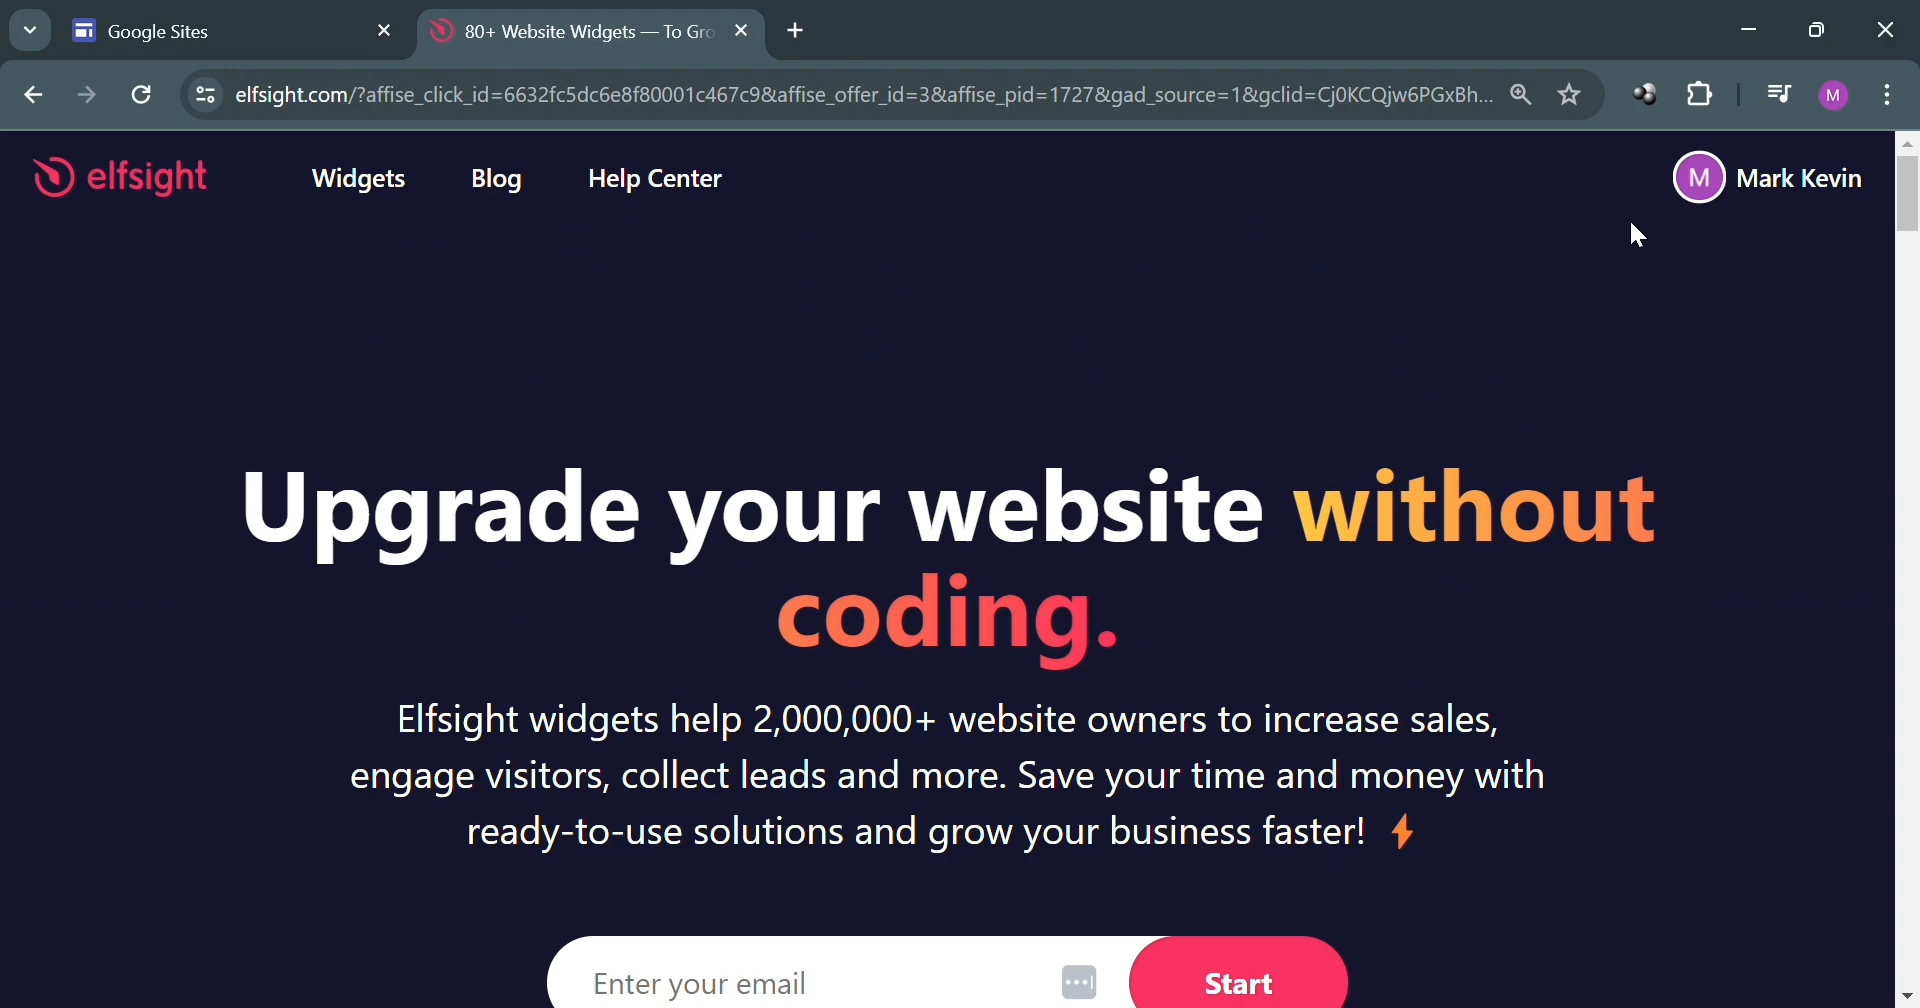 Google Sites
80+ Website Widgets — To Gro
elfsight.com/?affise_click_id=6632fc5dc6e8f80001c467c9&affise_offer_id=3&affise_pid=1727&gad_source=1&gclid=Cj0KCQjw6PGxBh...
M
elfsight
Widgets
Blog
Help Center
M
Mark Kevin
Upgrade your website without
coding.
Elfsight widgets help 2,000,000+ website owners to increase sales,
engage visitors, collect leads and more. Save your time and money with
ready-to-use solutions and grow your business faster!
Enter your email
Start